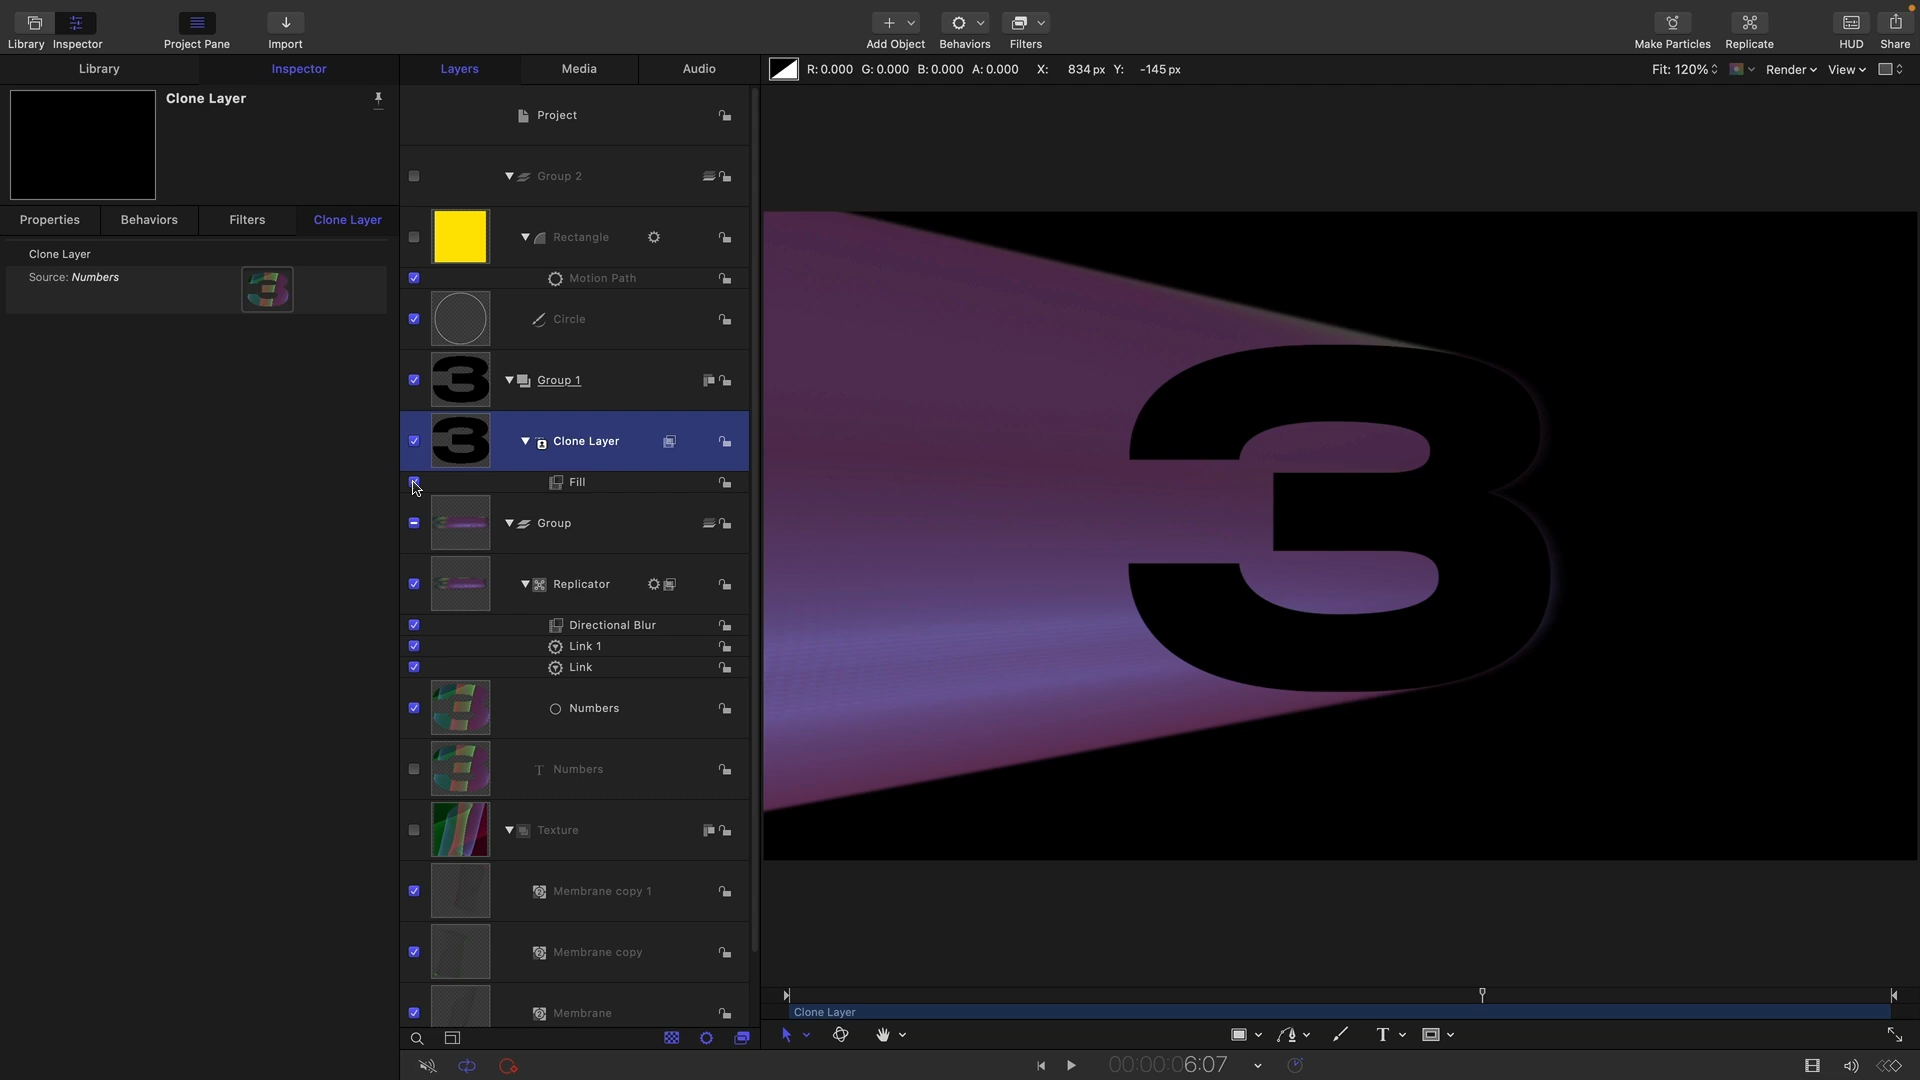 Library Inspector Project Pane Import Add Object Behaviors Filters Make Particles Replicate HUD Share
Library Inspector Layers Media Audio R: 0.000 G: 0.000 B: 0.000 A: 0.000 X: 834 px Y: -145 px Fit: 120% Render View
Clone Layer
Project
Group 2
Properties Behaviors Filters Clone Layer
Rectangle
Clone Layer
Source: Numbers
Motion Path
Circle
Group 1
Clone Layer
Fill
Group
Replicator
Directional Blur
Link 1
Link
Numbers
Numbers
Texture
Membrane copy 1
Membrane copy
Membrane
3
Clone Layer
T
00:00:06:07